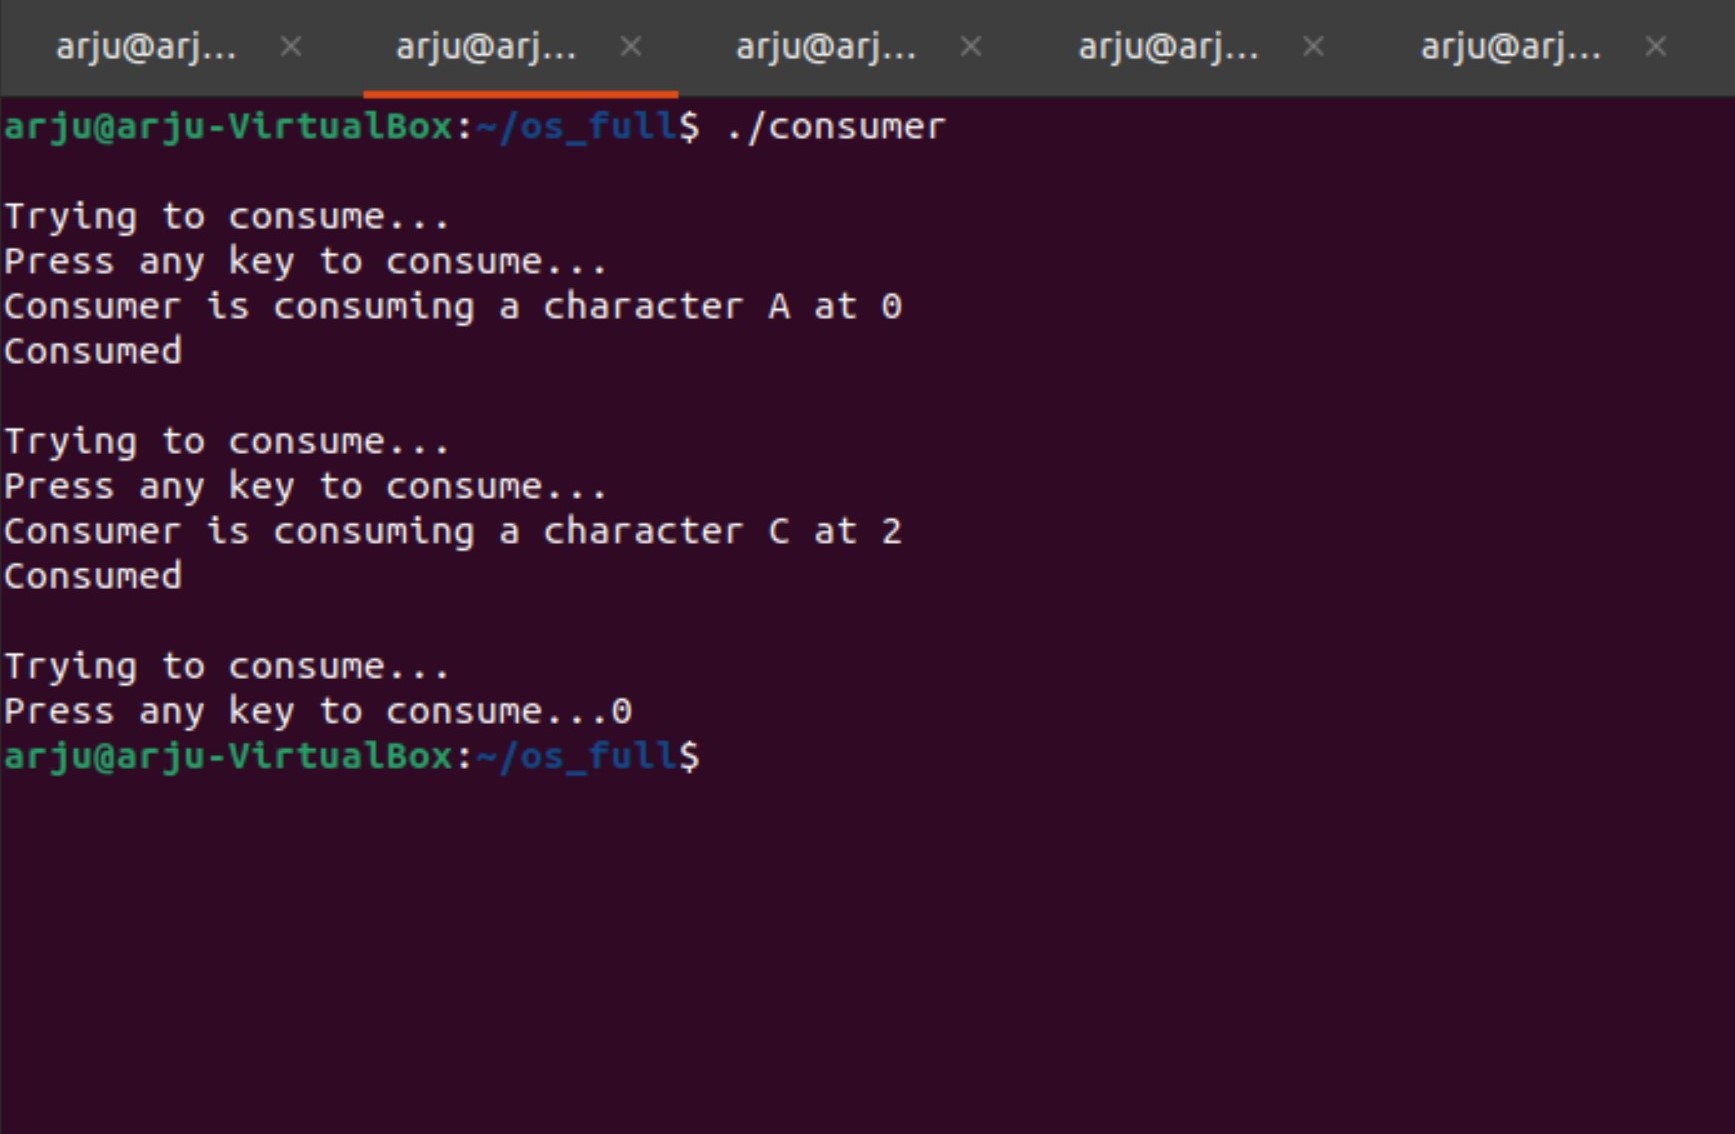 arju@arj... × arju@arj... × arju@arj... × arju@arj... × arju@arj... ×
arju@arju-VirtualBox:~/os_full$ ./consumer
Trying to consume...
Press any key to consume...
Consumer is consuming a character A at 0
Consumed
Trying to consume...
Press any key to consume...
Consumer is consuming a character C at 2
Consumed
Trying to consume...
Press any key to consume...0
arju@arju-VirtualBox:~/os_full$